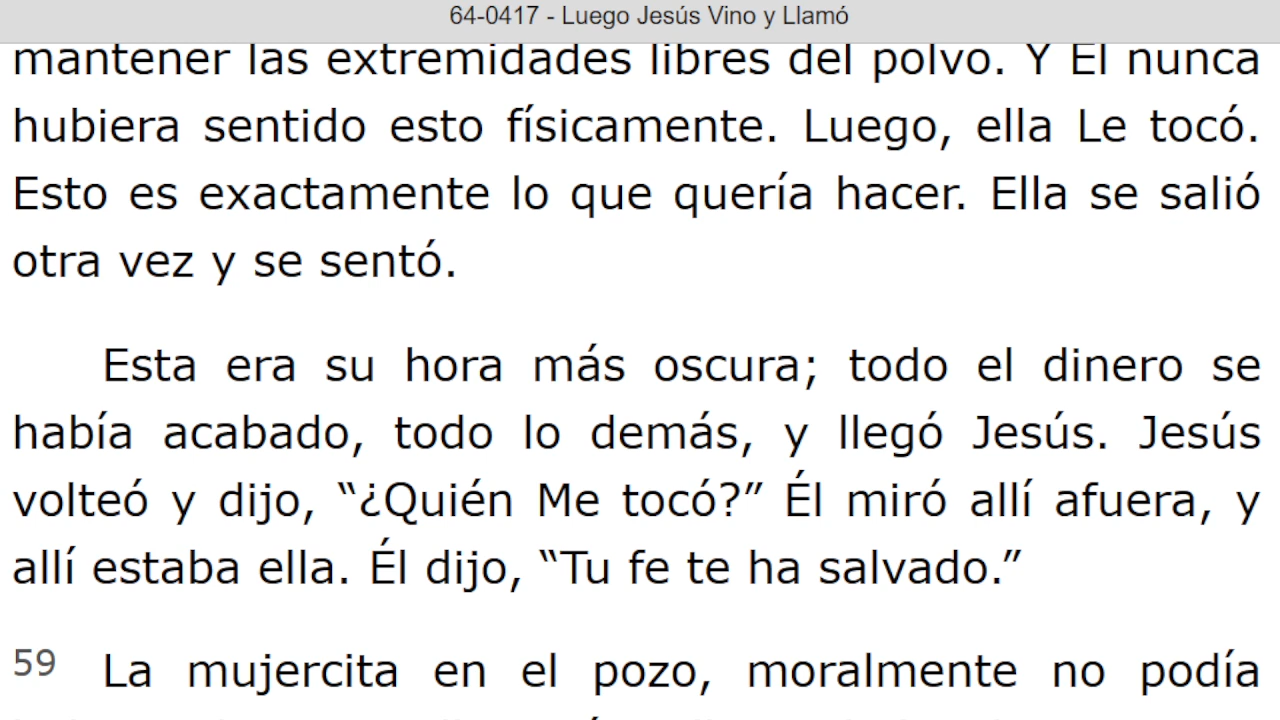 64-0417 - Luego Jesús Vino y Llamó
mantener las extremidades libres del polvo. Y Él nunca
hubiera sentido esto físicamente. Luego, ella Le tocó.
Esto es exactamente lo que quería hacer. Ella se salió
otra vez y se sentó.
Esta era su hora más oscura; todo el dinero se
había acabado, todo lo demás, y llegó Jesús. Jesús
volteó y dijo, “¿Quién Me tocó?” Él miró allí afuera, y
allí estaba ella. Él dijo, “Tu fe te ha salvado.”
59 La mujercita en el pozo, moralmente no podía